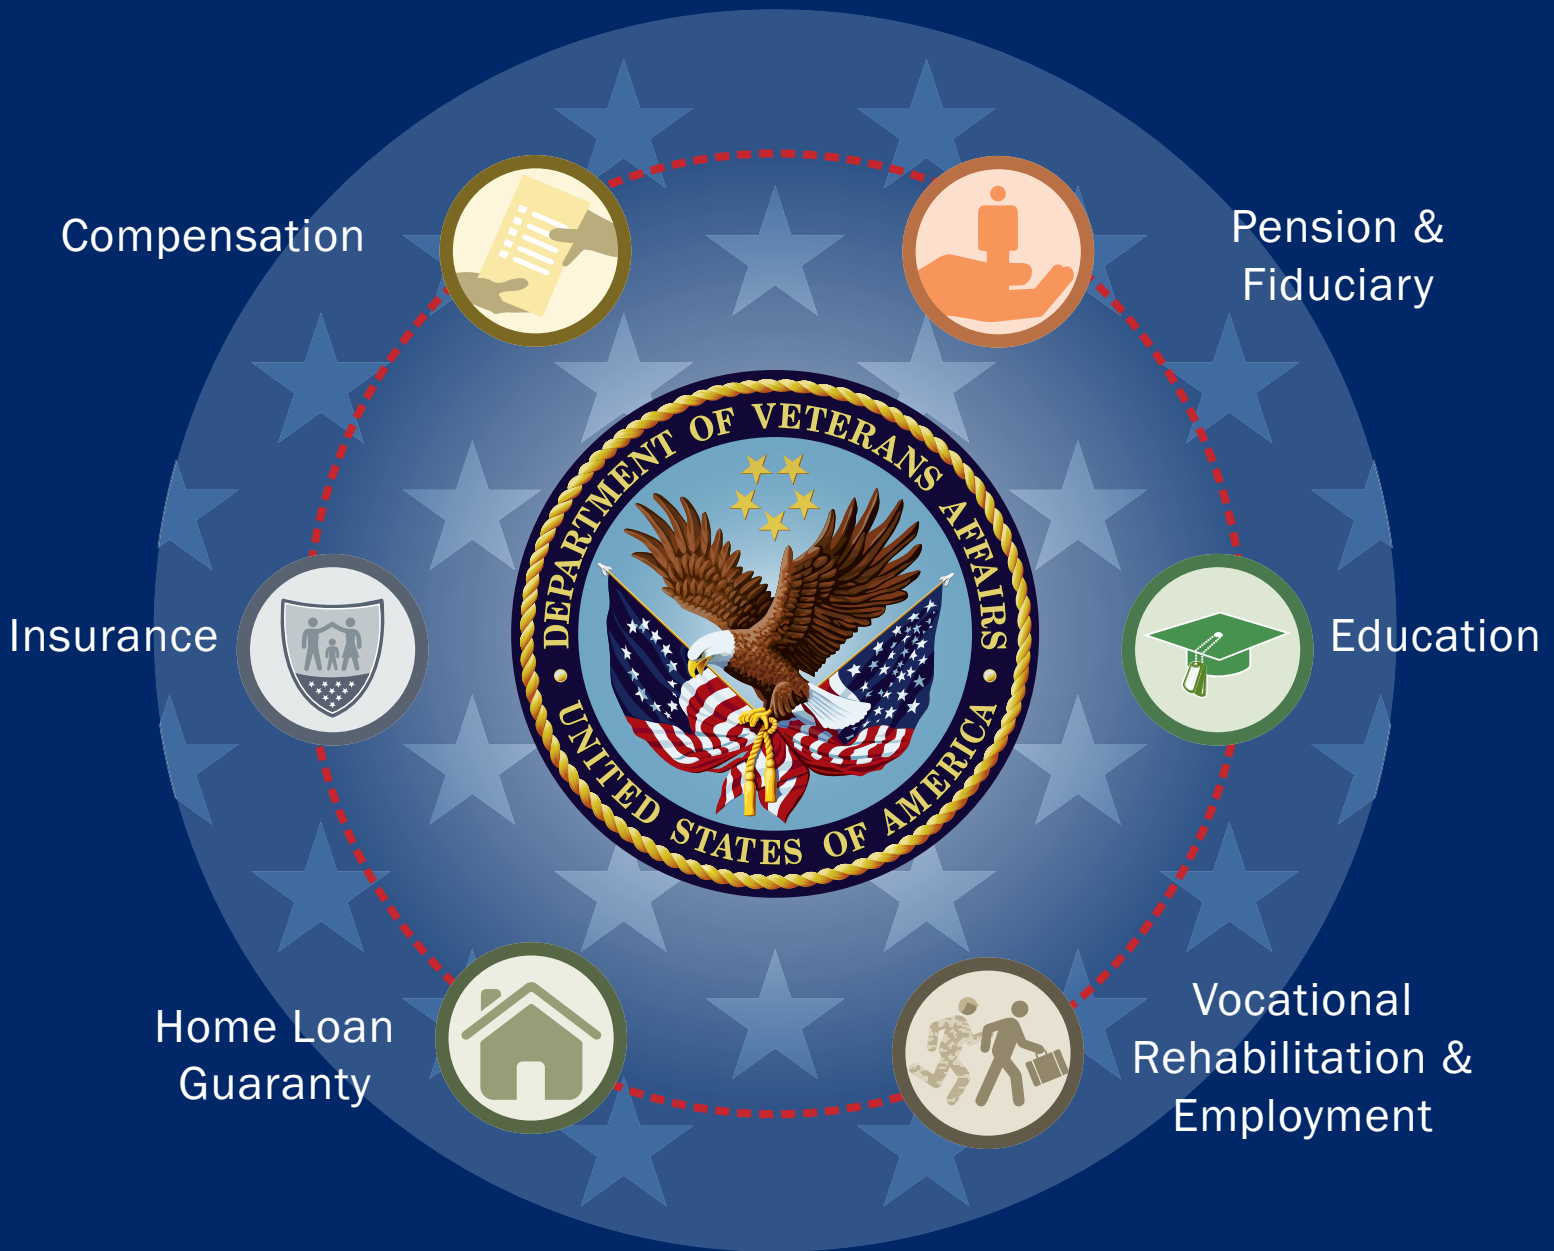 Compensation
Pension &
Fiduciary
DEPARTMENT OF VETERANS AFFAIRS
Insurance
Education
UNITED STATES OF AMERICA
Home Loan
Guaranty
Vocational
Rehabilitation &
Employment